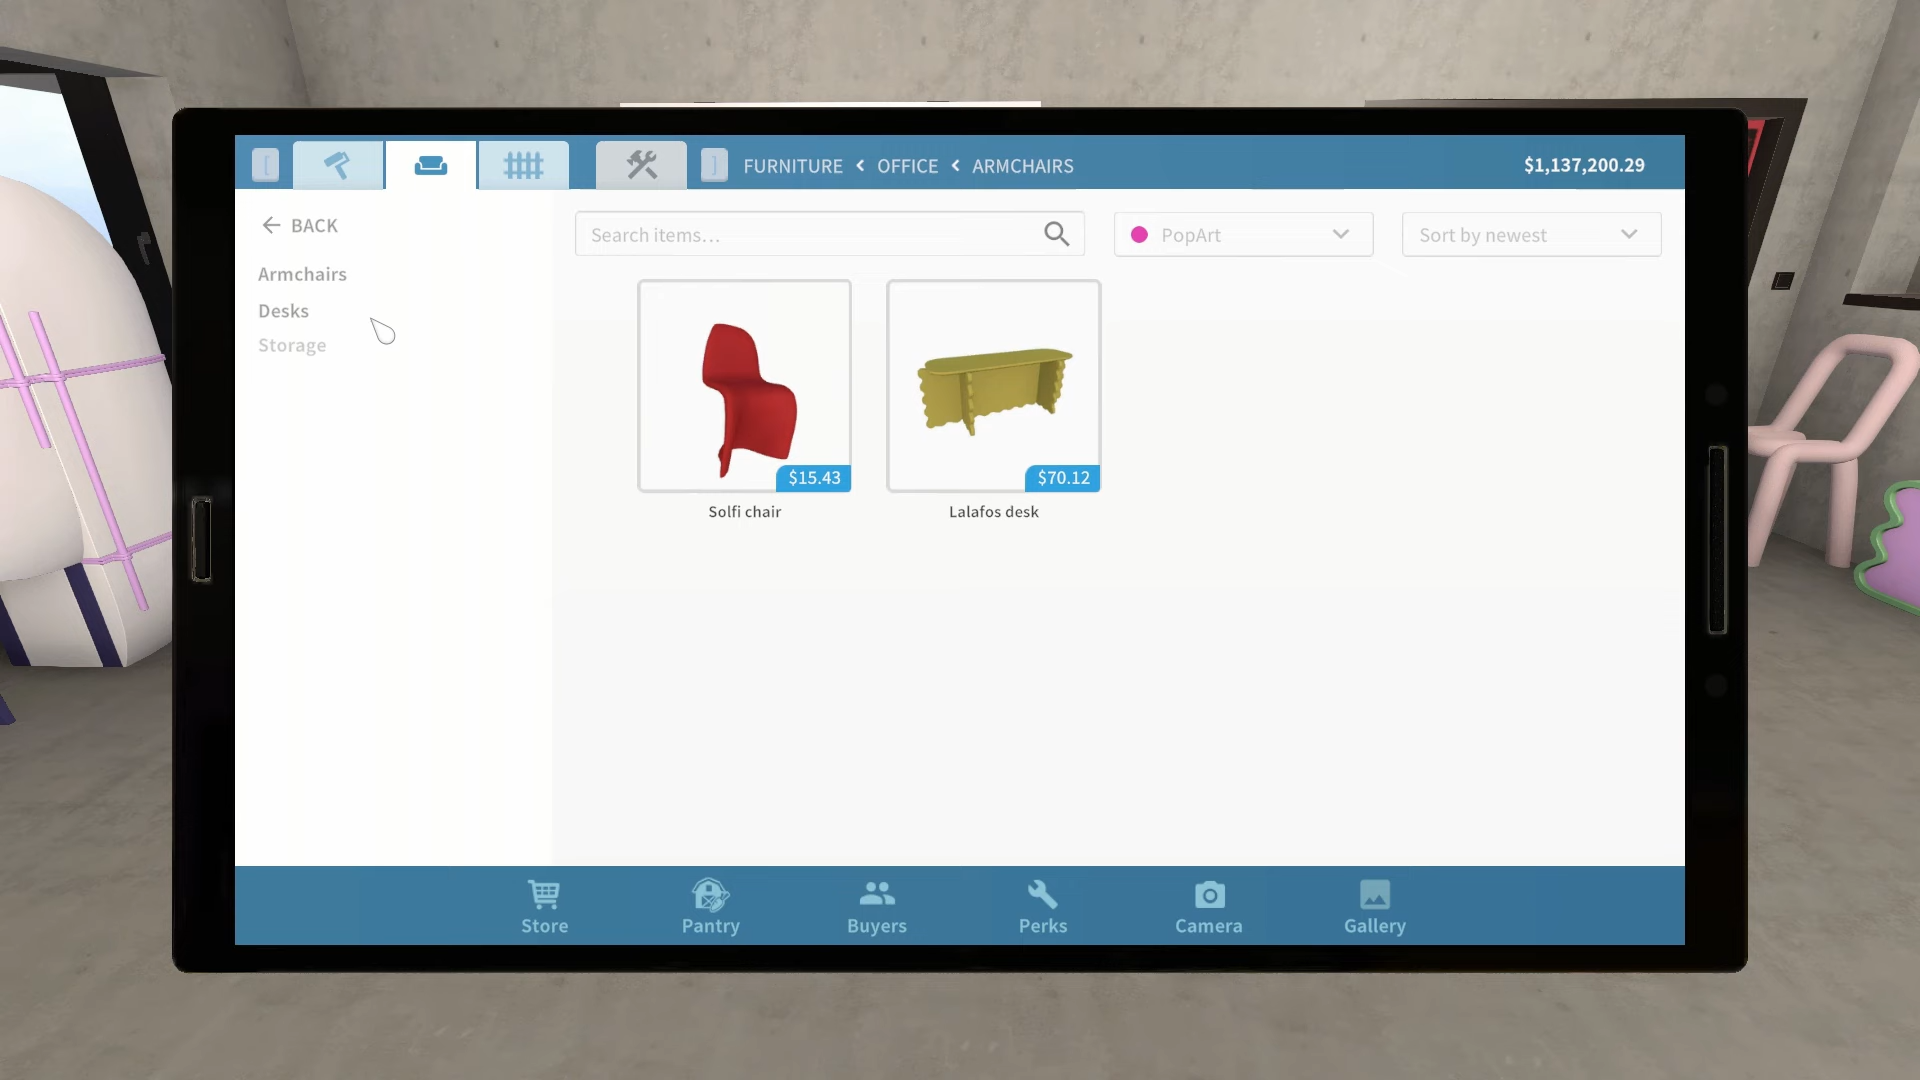 [
]
FURNITURE < OFFICE < ARMCHAIRS
$1,137,200.29
BACK
Search items...
PopArt
Sort by newest
Armchairs
Desks
Storage
$15.43
$70.12
Solfi chair
Lalafos desk
Store
Pantry
Buyers
Perks
Camera
Gallery